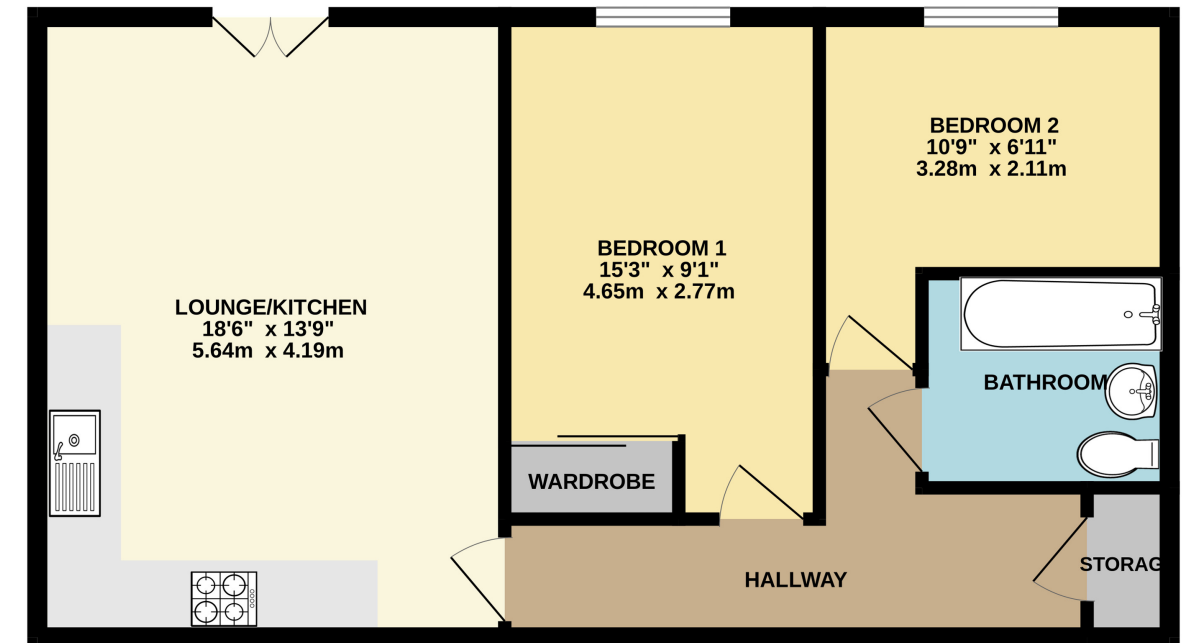 BEDROOM 2
10'9" x 6'11"
3.28m x 2.11m
BEDROOM 1
15'3" x 9'1"
4.65m x 2.77m
LOUNGE/KITCHEN
18'6" x 13'9"
5.64m x 4.19m
BATHROOM
WARDROBE
STORAG
HALLWAY